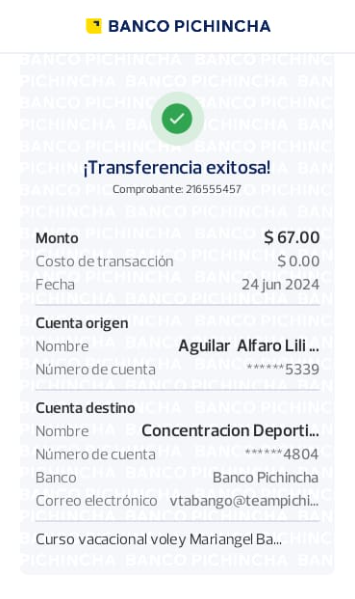 BANCO PICHINCHA
¡Transferencia exitosa!
Comprobante: 216555457
Monto $ 67.00
Costo de transacción $ 0.00
Fecha 24 jun 2024
Cuenta origen
Nombre Aguilar Alfaro Lili ...
Número de cuenta ******5339
Cuenta destino
Nombre Concentracion Deporti...
Número de cuenta ******4804
Banco Banco Pichincha
Correo electrónico vtabango@teampichi...
Curso vacacional voley Mariangel Ba...